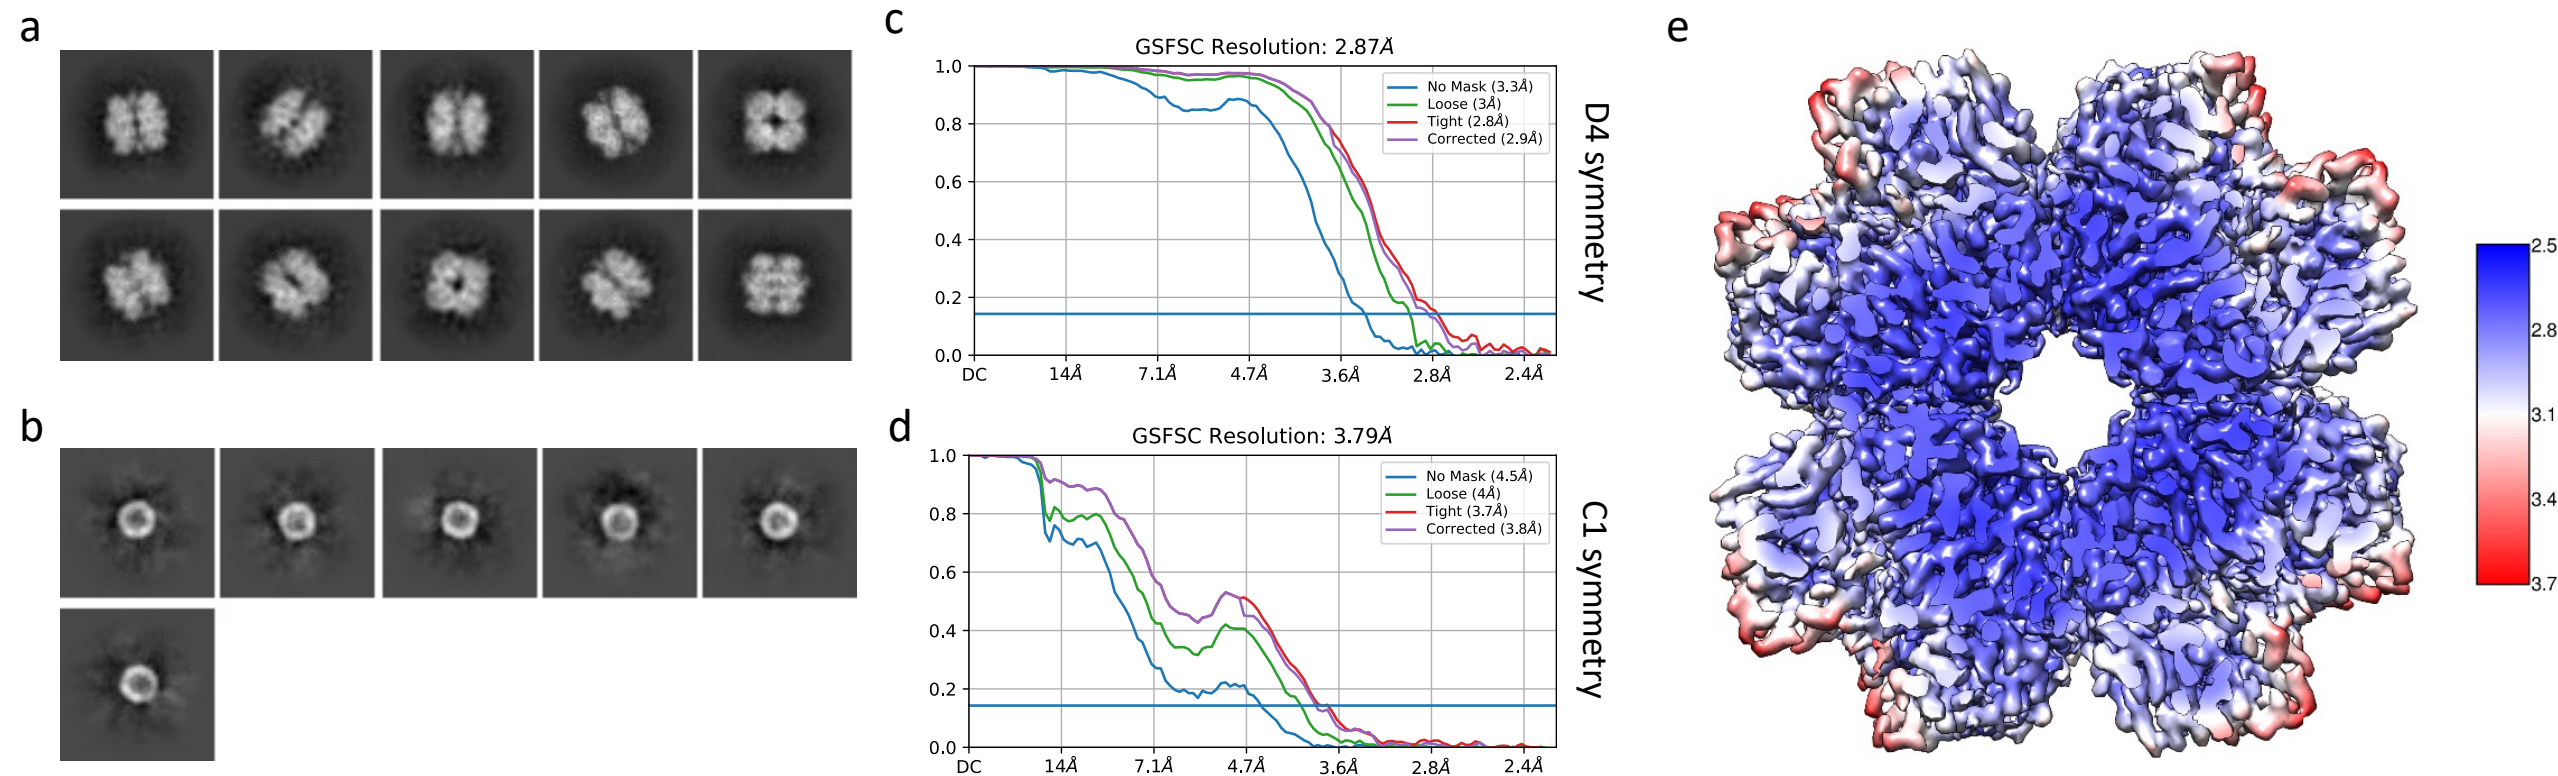 a
b
c
GSFSC Resolution: 2.87Å
1.0
0.8
0.6
0.4
0.2
0.0
No Mask (3.3Å)
Loose (3Å)
Tight (2.8Å)
Corrected (2.9Å)
DC 14Å 7.1Å 4.7Å 3.6Å 2.8Å 2.4Å
D4 symmetry
d
GSFSC Resolution: 3.79Å
1.0
0.8
0.6
0.4
0.2
0.0
No Mask (4.5Å)
Loose (4Å)
Tight (3.7Å)
Corrected (3.8Å)
DC 14Å 7.1Å 4.7Å 3.6Å 2.8Å 2.4Å
C1 symmetry
e
2.5
2.8
3.1
3.4
3.7